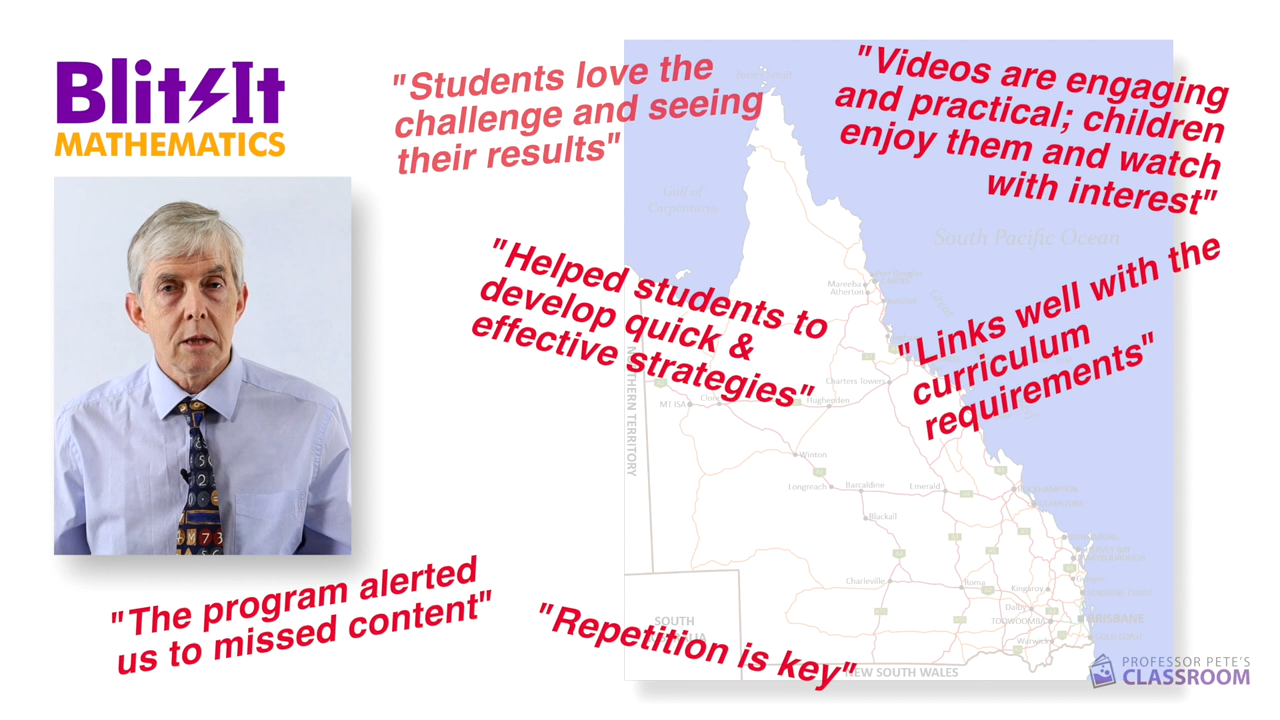 BlitzIt
MATHEMATICS
"Students love the
challenge and seeing
their results"
"Videos are engaging
and practical; children
enjoy them and watch
with interest"
Gulf of
Carpentaria
South Pacific Ocean
"Helped students to
develop quick &
effective strategies"
"Links well with the
curriculum
requirements"
Mareeba
Atherton
Charters Towers
MT ISA
Hughenden
Winton
Longreach
Barcaldine
Emerald
Blackall
Charleville
Roma
Kingaroy
Dalby
TOOWOOMBA
Warwick
BRISBANE
GOLD COAST
NORTHERN TERRITORY
SOUTH
NEW SOUTH WALES
"The program alerted
us to missed content"
"Repetition is key"
PROFESSOR PETE'S
CLASSROOM